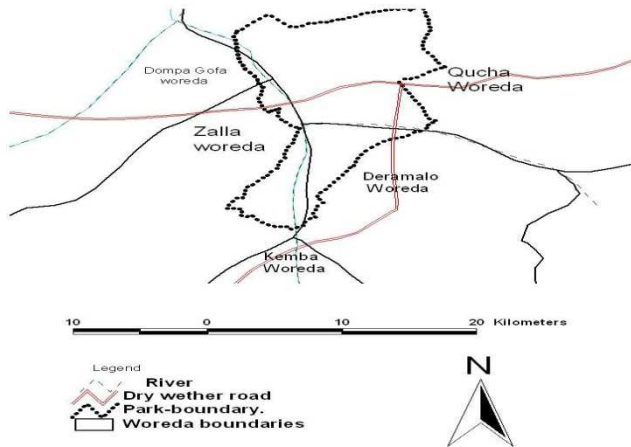 Dompa Gofa
woreda
Qucha
Woreda
Zalla
woreda
Deramalo
Woreda
Kemba
Woreda
10 0 10 20 Kilometers
Legend
River
Dry wether road
Park-boundary.
Woreda boundaries
N